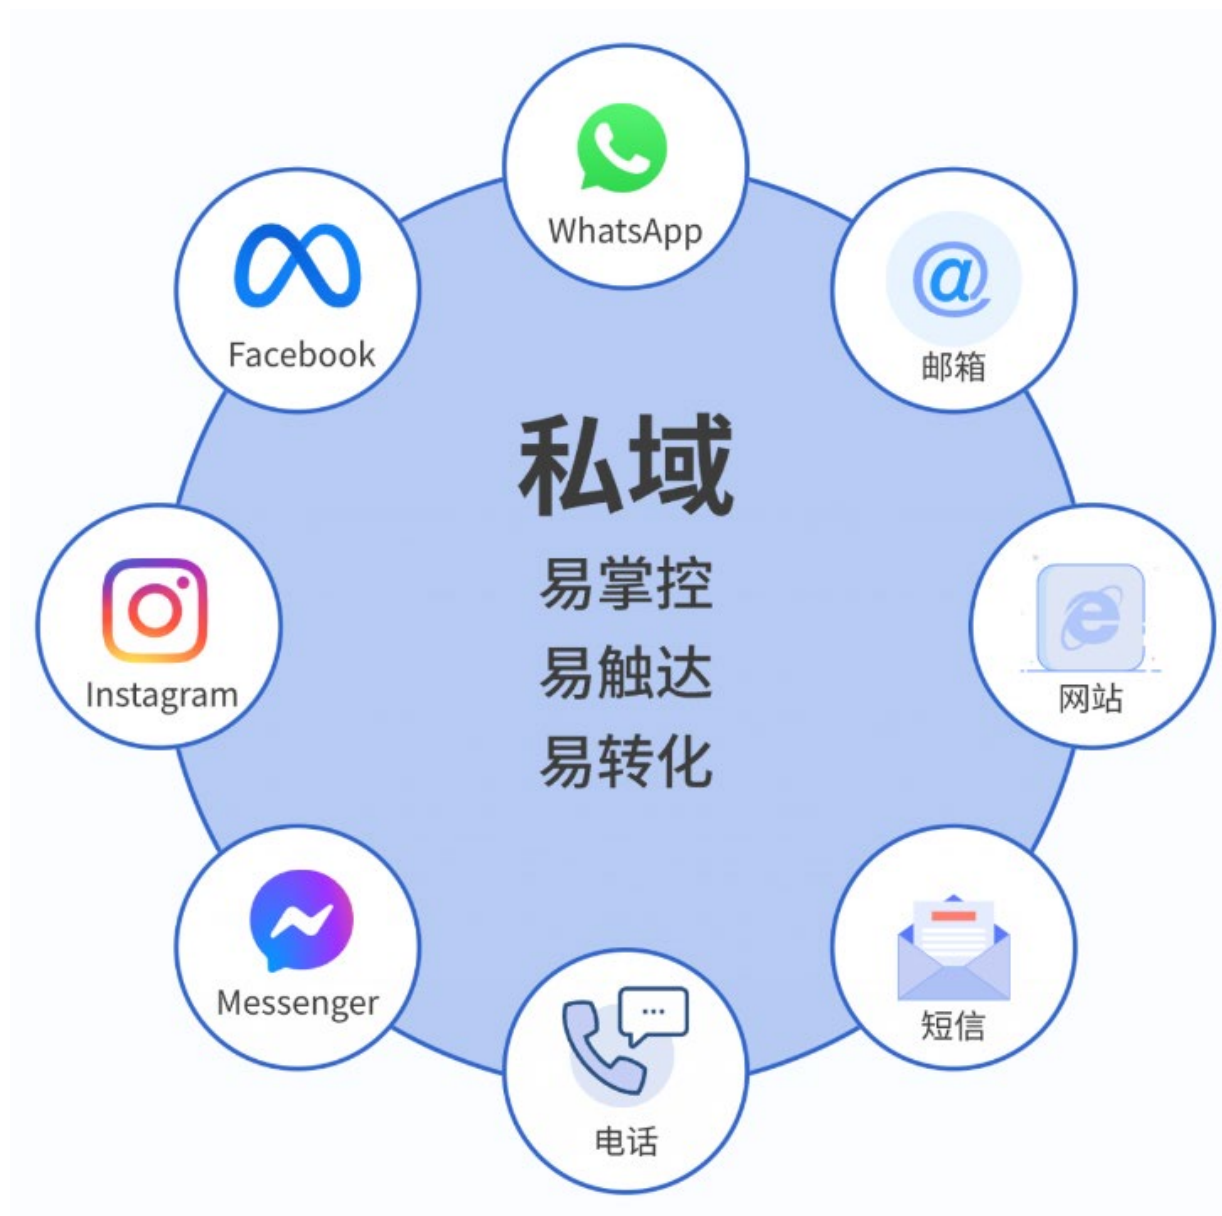 WhatsApp
Facebook
邮箱
私域
易掌控
易触达
易转化
Instagram
网站
Messenger
短信
电话